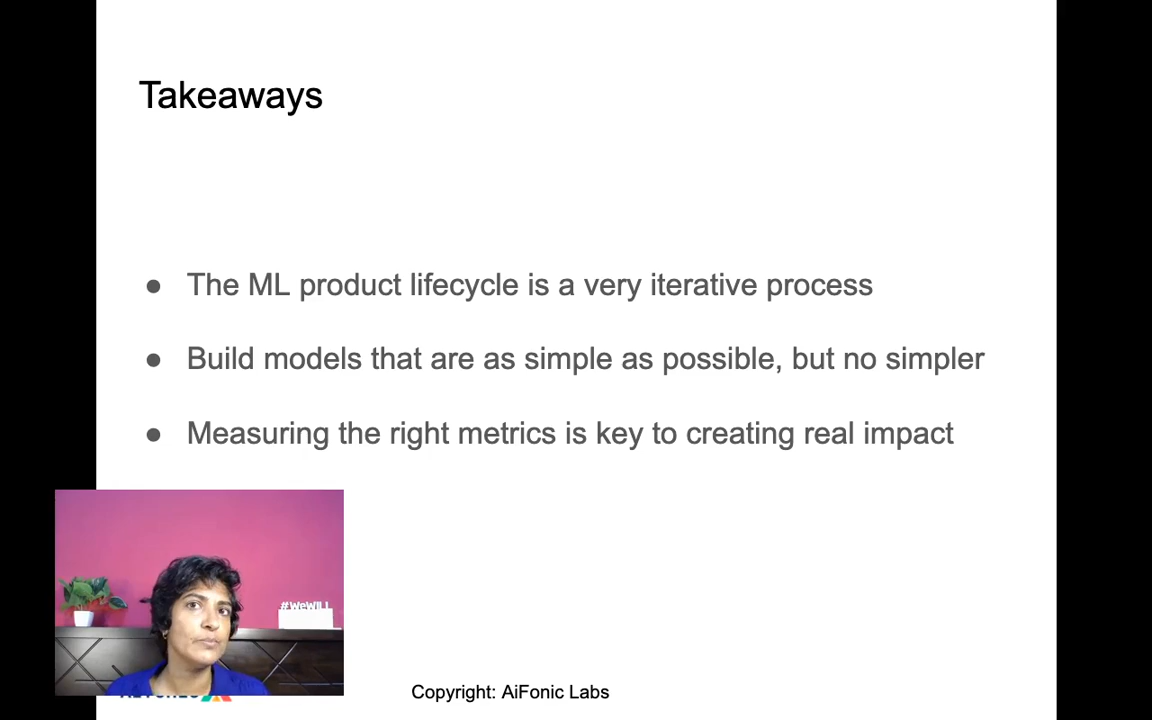 Takeaways
● The ML product lifecycle is a very iterative process
● Build models that are as simple as possible, but no simpler
● Measuring the right metrics is key to creating real impact
#WeWILL
Copyright: AiFonic Labs